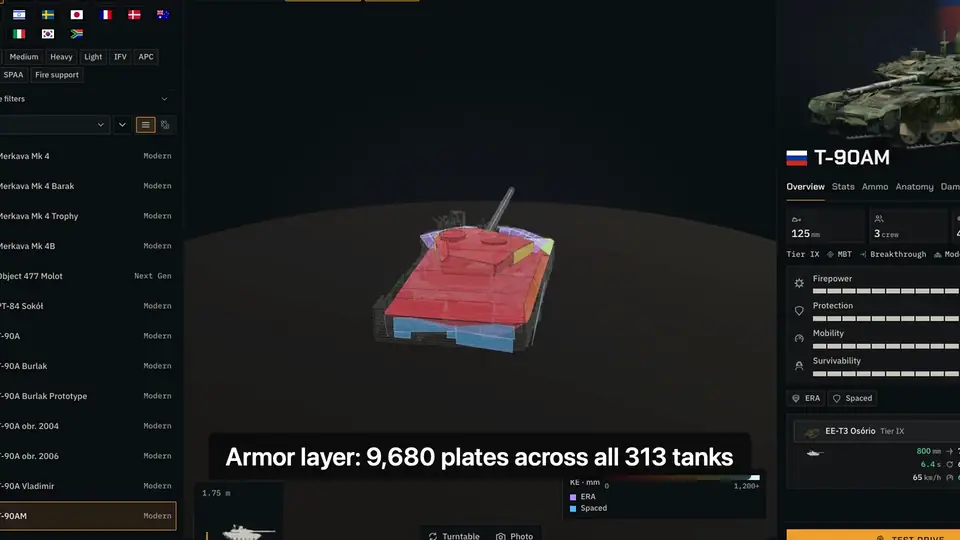 Medium Heavy Light IFV APC
SPAA Fire support
filters
Merkava Mk 4 Modern
Merkava Mk 4 Barak Modern
Merkava Mk 4 Trophy Modern
Merkava Mk 4B Modern
Object 477 Molot Next Gen
PT-84 Sokół Modern
T-90A Modern
T-90A Burlak Modern
T-90A Burlak Prototype Modern
T-90A obr. 2004 Modern
T-90A obr. 2006 Modern
T-90A Vladimir Modern
T-90AM Modern
Armor layer: 9,680 plates across all 313 tanks
1.75 m
KE · mm 0 1,200+
ERA
Spaced
Turntable Photo
T-90AM
Overview Stats Ammo Anatomy Dam
125 mm 3 crew
Tier IX MBT Breakthrough Mod
Firepower
Protection
Mobility
Survivability
ERA Spaced
EE-T3 Osório Tier IX
800 mm
6.4 s
65 km/h
TEST DRIVE